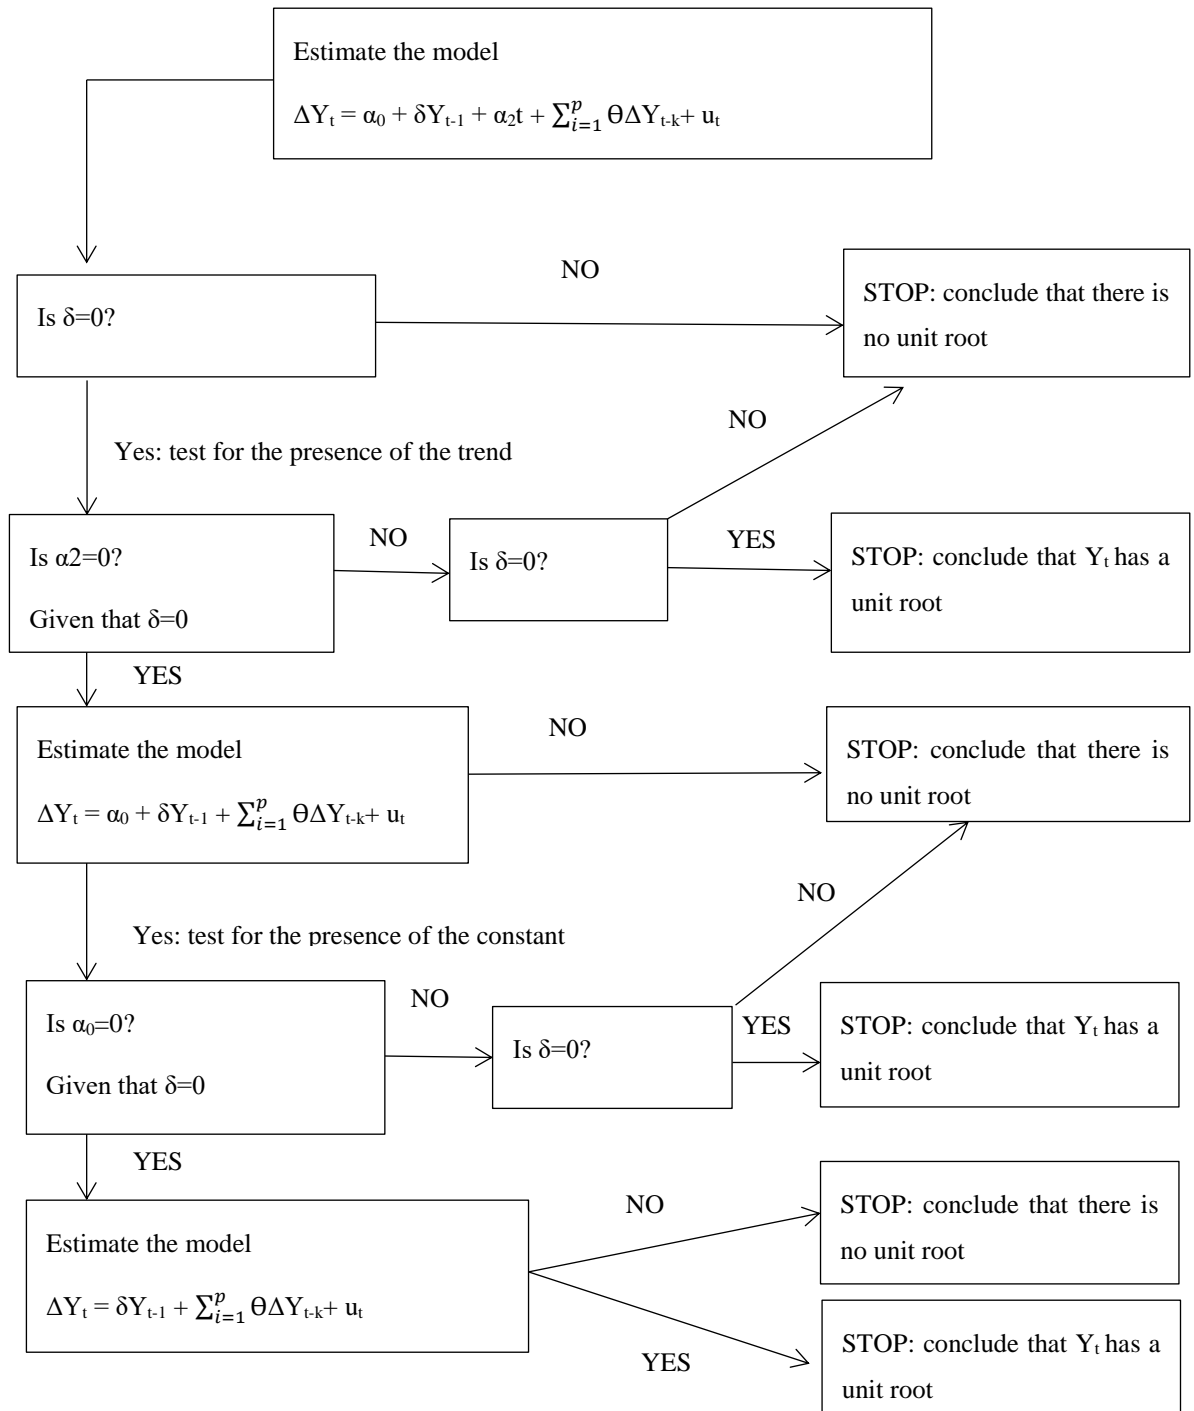 Estimate the model
ΔYt = α0 + δYt-1 + α2t + ∑_{i=1}^{p} ΘΔYt-k+ ut
NO
Is δ=0?
STOP: conclude that there is
no unit root
NO
Yes: test for the presence of the trend
Is α2=0?
Given that δ=0
NO
Is δ=0?
YES
STOP: conclude that Yt has a
unit root
YES
Estimate the model
ΔYt = α0 + δYt-1 + ∑_{i=1}^{p} ΘΔYt-k+ ut
NO
STOP: conclude that there is
no unit root
NO
Yes: test for the presence of the constant
Is α0=0?
Given that δ=0
NO
Is δ=0?
YES
STOP: conclude that Yt has a
unit root
YES
Estimate the model
ΔYt = δYt-1 + ∑_{i=1}^{p} ΘΔYt-k+ ut
NO
STOP: conclude that there is
no unit root
YES
STOP: conclude that Yt has a
unit root